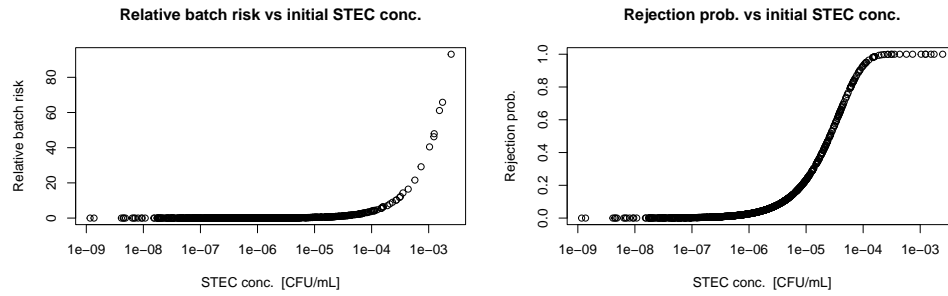 Relative batch risk vs initial STEC conc.
Relative batch risk
80
60
40
20
0
1e−09 1e−08 1e−07 1e−06 1e−05 1e−04 1e−03
STEC conc. [CFU/mL]
Rejection prob. vs initial STEC conc.
Rejection prob.
1.0
0.8
0.6
0.4
0.2
0.0
1e−09 1e−08 1e−07 1e−06 1e−05 1e−04 1e−03
STEC conc. [CFU/mL]